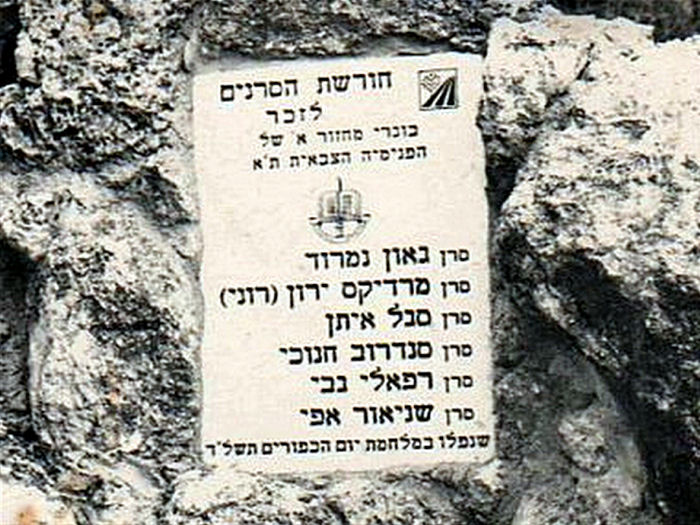 חורשת הסרנים
לזכר
בוגרי מחזור א' של
הפנימיה הצבאית ת"א
סרן גאון נמרוד
סרן מרדיקס ירון (רוני)
סרן סגל איתן
סרן סנדרוב חנוכי
סרן רפאלי גבי
סרן שניאור אפי
שנפלו במלחמת יום הכפורים תשל"ד